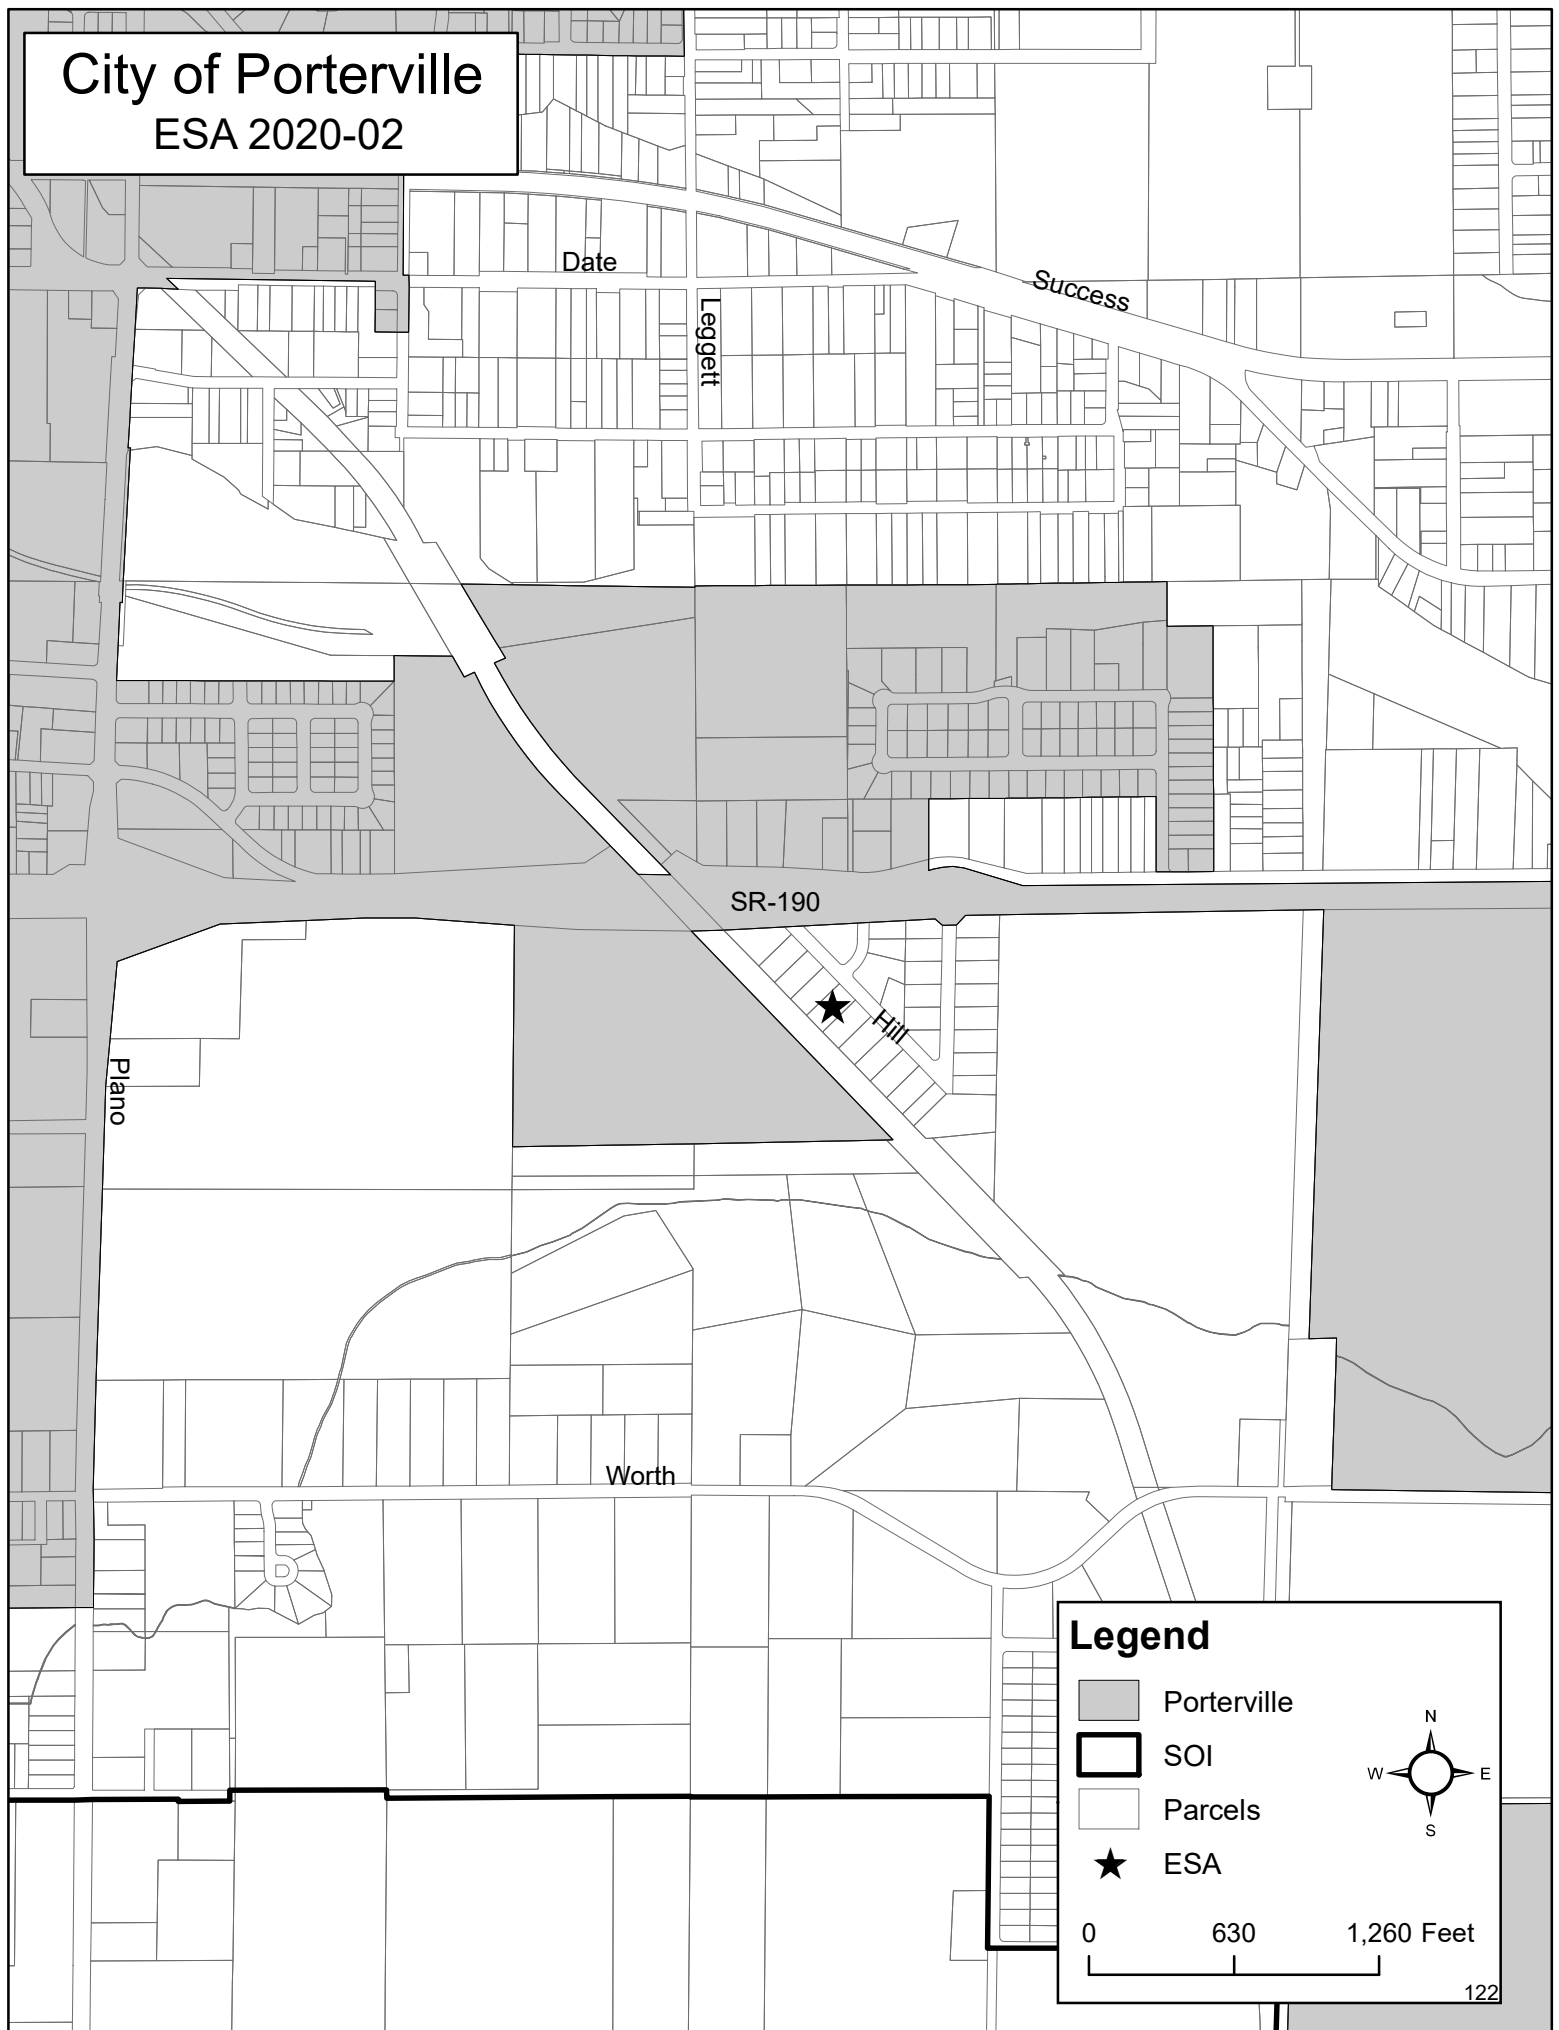 City of Porterville
ESA 2020-02
Date
Success
Leggett
SR-190
Hill
Plano
Worth
Legend
Porterville
SOI
Parcels
ESA
N
W E
S
0 630 1,260 Feet
122